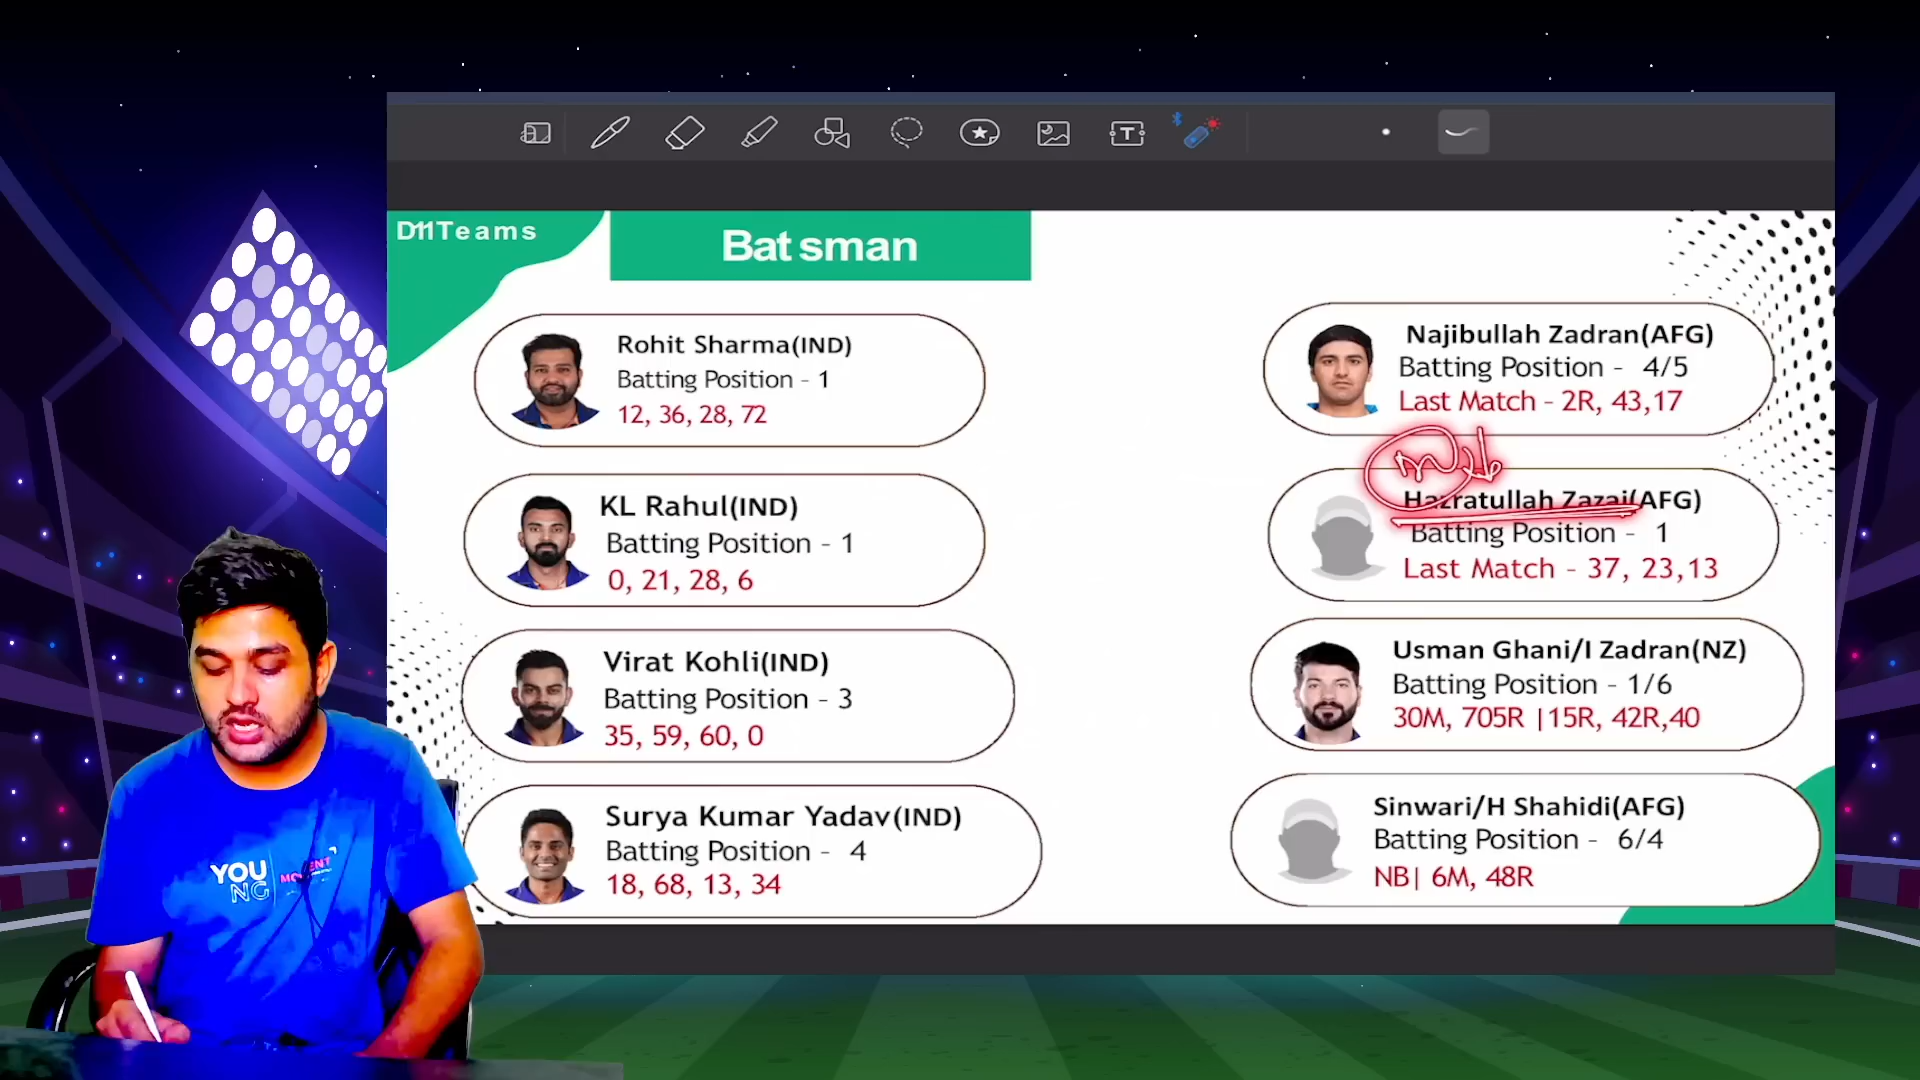 D11Teams
Batsman
Rohit Sharma(IND)
Batting Position - 1
12, 36, 28, 72
KL Rahul(IND)
Batting Position - 1
0, 21, 28, 6
Virat Kohli(IND)
Batting Position - 3
35, 59, 60, 0
Surya Kumar Yadav(IND)
Batting Position - 4
18, 68, 13, 34
Najibullah Zadran(AFG)
Batting Position - 4/5
Last Match - 2R, 43,17
Hazratullah Zazai(AFG)
Batting Position - 1
Last Match - 37, 23,13
Usman Ghani/I Zadran(NZ)
Batting Position - 1/6
30M, 705R |15R, 42R,40
Sinwari/H Shahidi(AFG)
Batting Position - 6/4
NB| 6M, 48R
YOU
NG